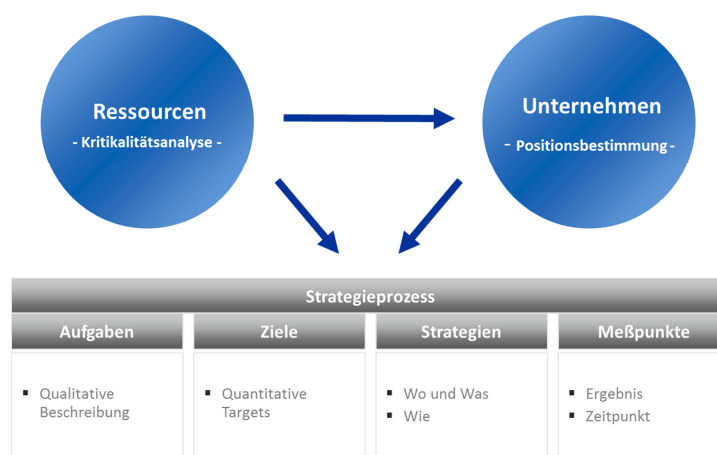 Ressourcen
- Kritikalitätsanalyse -
Unternehmen
- Positionsbestimmung -
Strategieprozess
Aufgaben
Ziele
Strategien
Meßpunkte
▪ Qualitative
Beschreibung
▪ Quantitative
Targets
▪ Wo und Was
▪ Wie
▪ Ergebnis
▪ Zeitpunkt